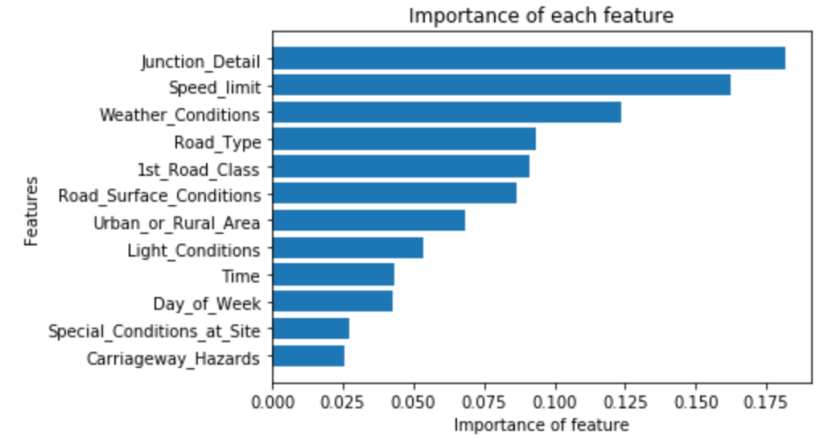 Importance of each feature
Junction_Detail
Speed_limit
Weather_Conditions
Road_Type
1st_Road_Class
Road_Surface_Conditions
Urban_or_Rural_Area
Light_Conditions
Time
Day_of_Week
Special_Conditions_at_Site
Carriageway_Hazards
Features
0.000 0.025 0.050 0.075 0.100 0.125 0.150 0.175
Importance of feature